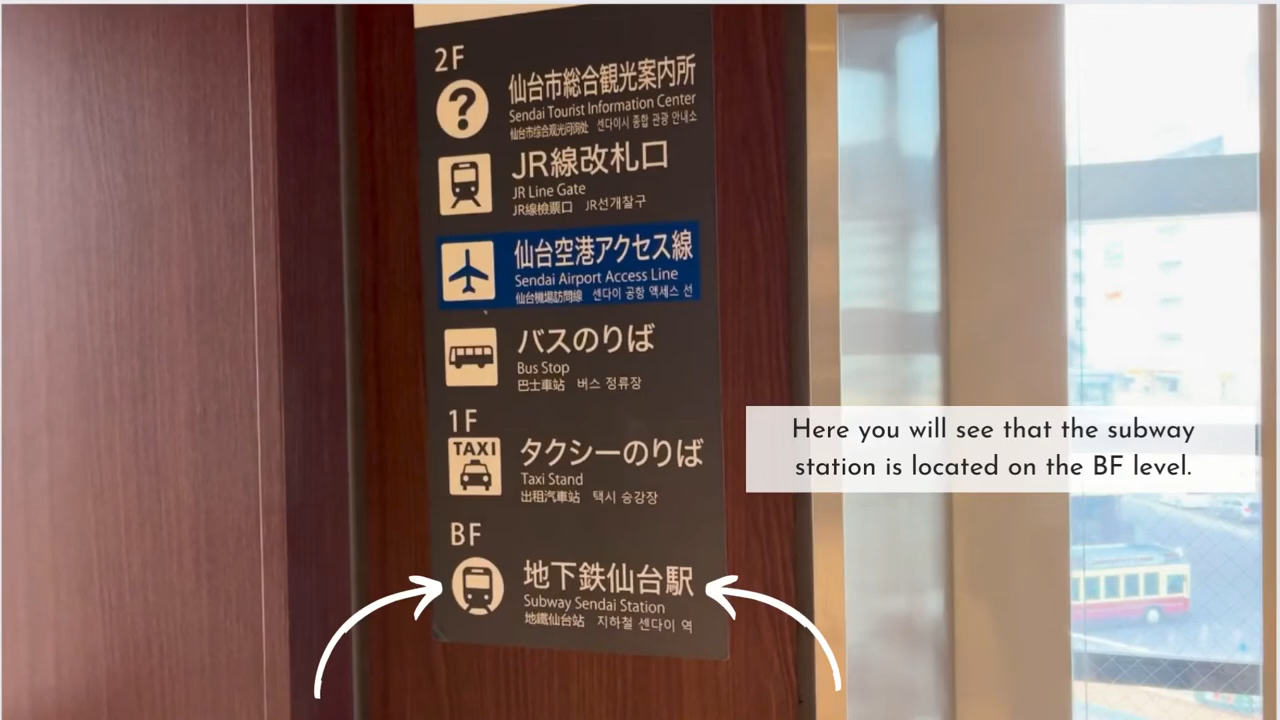 2F
仙台市総合観光案内所
Sendai Tourist Information Center
仙台市综合观光问询处 센다이시 종합 관광 안내소
JR線改札口
JR Line Gate
JR線檢票口 JR선개찰구
仙台空港アクセス線
Sendai Airport Access Line
仙台機場訪問線 센다이 공항 액세스 선
バスのりば
Bus Stop
巴士車站 버스 정류장
1F
TAXI
タクシーのりば
Taxi Stand
出租汽車站 택시 승강장
BF
地下鉄仙台駅
Subway Sendai Station
地鐵仙台站 지하철 센다이 역
Here you will see that the subway
station is located on the BF level.